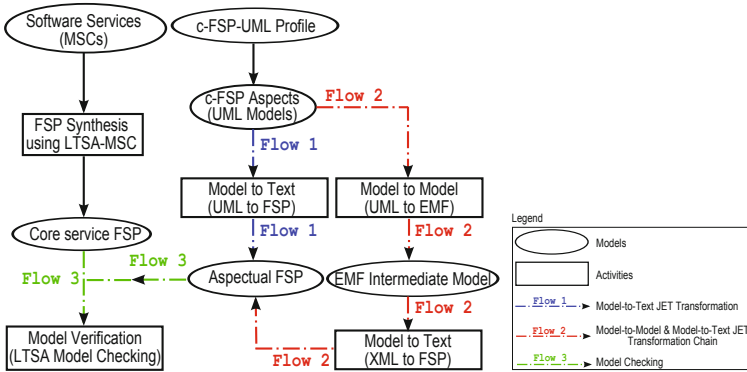 Software Services
(MSCs)
c-FSP-UML Profile
c-FSP Aspects
(UML Models)
Flow 2
FSP Synthesis
using LTSA-MSC
Flow 1
Model to Text
(UML to FSP)
Model to Model
(UML to EMF)
Flow 1
Flow 2
Core service FSP
Flow 3
Flow 3
Aspectual FSP
EMF Intermediate Model
Flow 2
Model Verification
(LTSA Model Checking)
Flow 2
Model to Text
(XML to FSP)
Legend
Models
Activities
Flow 1
Model-to-Text JET Transformation
Flow 2
Model-to-Model & Model-to-Text JET
Transformation Chain
Flow 3
Model Checking